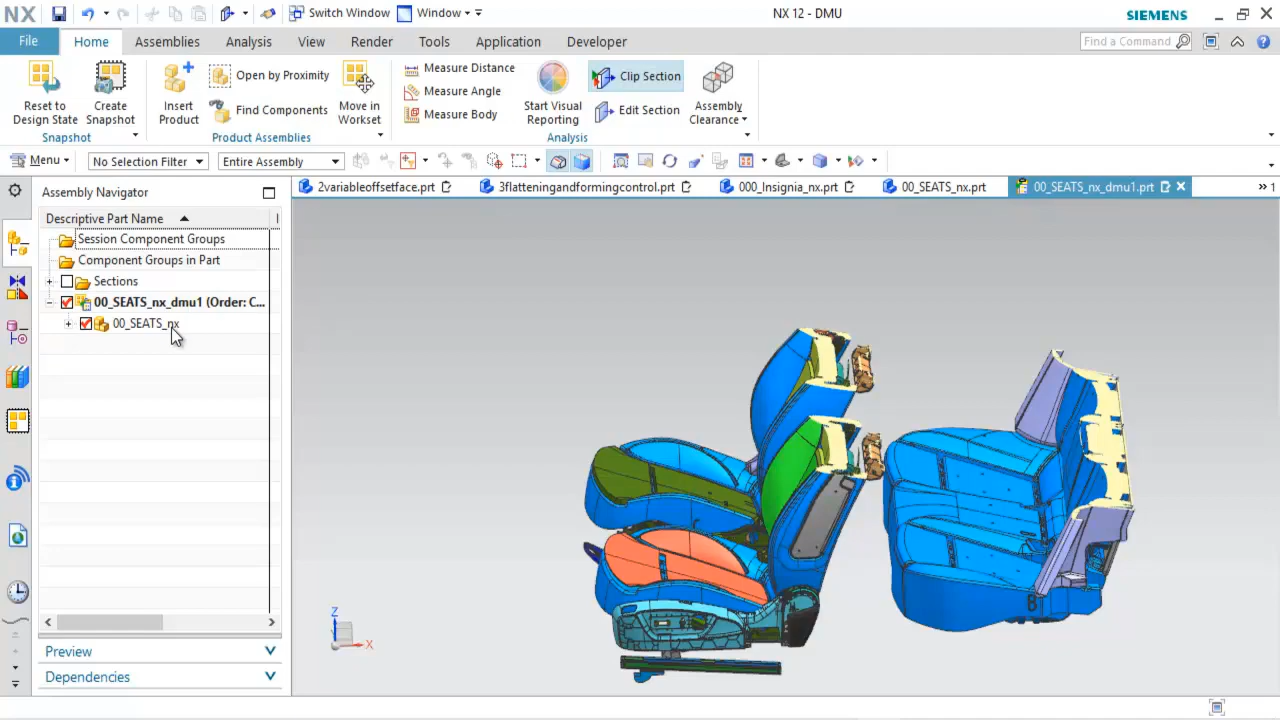 NX
Switch Window
Window
NX 12 - DMU
SIEMENS
File
Home
Assemblies
Analysis
View
Render
Tools
Application
Developer
Find a Command
Reset to Design State
Create Snapshot
Snapshot
Insert Product
Open by Proximity
Find Components
Move in Workset
Product Assemblies
Measure Distance
Measure Angle
Measure Body
Start Visual Reporting
Clip Section
Edit Section
Assembly Clearance
Analysis
Menu
No Selection Filter
Entire Assembly
Assembly Navigator
2variableoffsetface.prt
3flatteningandformingcontrol.prt
000_Insignia_nx.prt
00_SEATS_nx.prt
00_SEATS_nx_dmu1.prt
1
Descriptive Part Name
Session Component Groups
Component Groups in Part
Sections
00_SEATS_nx_dmu1 (Order: C...
00_SEATS_nx
Z
X
Preview
Dependencies